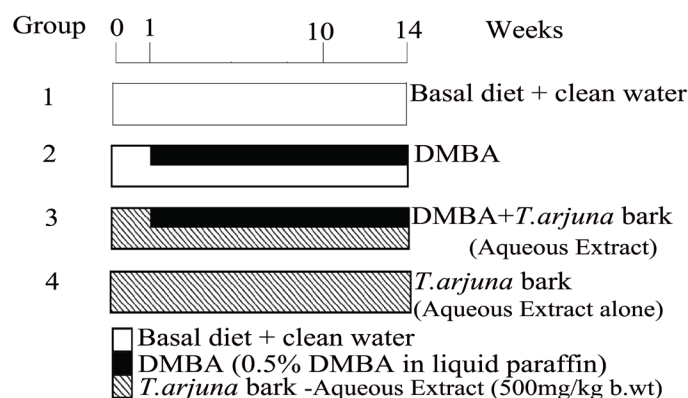 Group 0 1 10 14 Weeks
1 Basal diet + clean water
2 DMBA
3 DMBA+T.arjuna bark
(Aqueous Extract)
4 T.arjuna bark
(Aqueous Extract alone)
Basal diet + clean water
DMBA (0.5% DMBA in liquid paraffin)
T.arjuna bark -Aqueous Extract (500mg/kg b.wt)